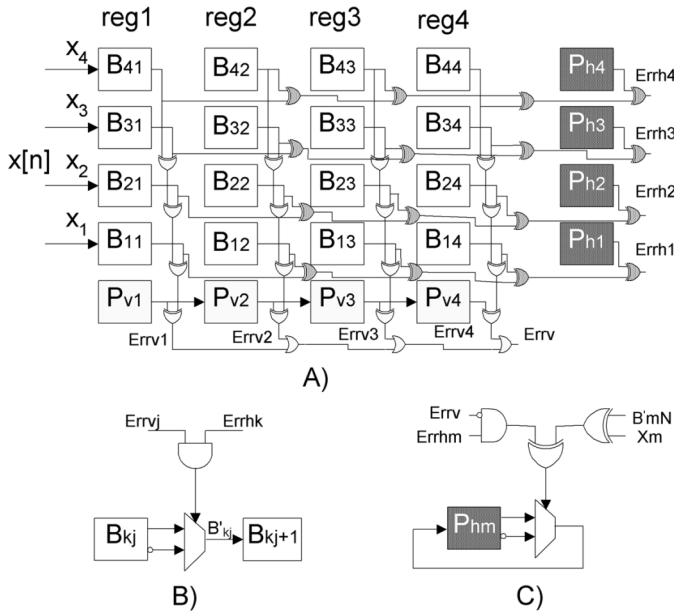 reg1 reg2 reg3 reg4
x4 B41 B42 B43 B44 Ph4 Errh4
x3 B31 B32 B33 B34 Ph3 Errh3
x[n] x2 B21 B22 B23 B24 Ph2 Errh2
x1 B11 B12 B13 B14 Ph1 Errh1
Pv1 Pv2 Pv3 Pv4
Errv1 Errv2 Errv3 Errv4 Errv
A)
Errvj Errhk
Bkj B'kj Bkj+1
B)
Errv B'mN
Errhm Xm
Phm
C)